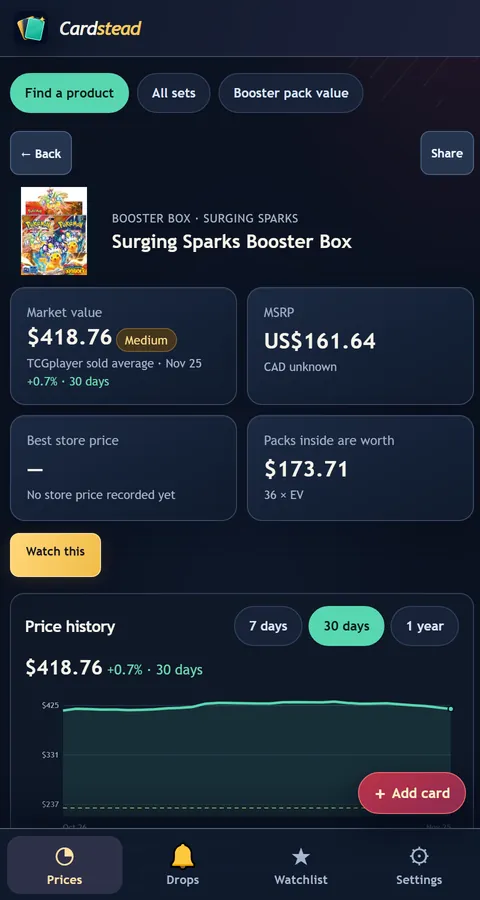 Cardstead
Find a product
All sets
Booster pack value
← Back
Share
BOOSTER BOX · SURGING SPARKS
Surging Sparks Booster Box
Market value
$418.76 Medium
TCGplayer sold average · Nov 25
+0.7% · 30 days
MSRP
US$161.64
CAD unknown
Best store price
—
No store price recorded yet
Packs inside are worth
$173.71
36 × EV
Watch this
Price history
7 days
30 days
1 year
$418.76 +0.7% · 30 days
$425
$331
$237
+ Add card
Prices
Drops
Watchlist
Settings